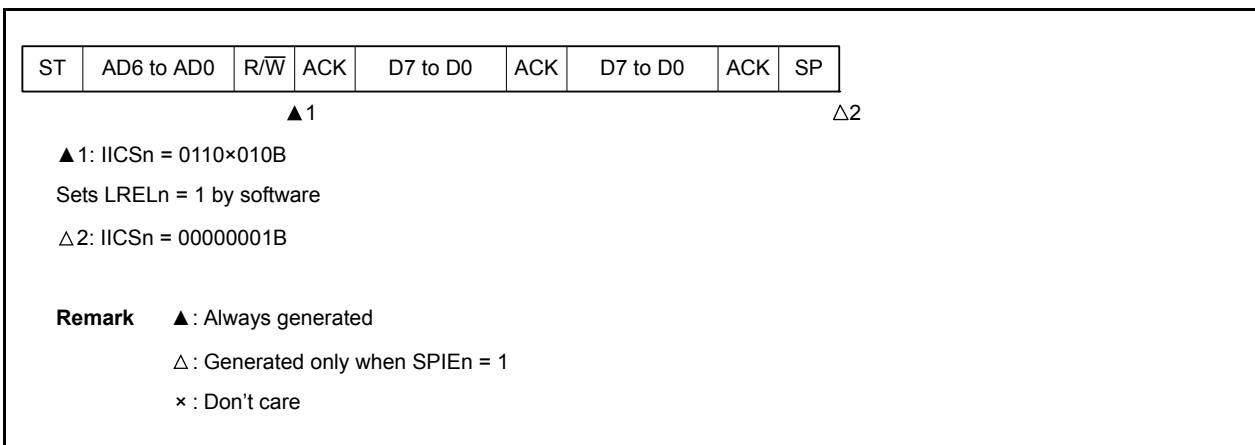 ST AD6 to AD0 R/W̅ ACK D7 to D0 ACK D7 to D0 ACK SP
▲1 △2
▲1: IICSn = 0110×010B
Sets LRELn = 1 by software
△2: IICSn = 00000001B
Remark ▲: Always generated
△: Generated only when SPIEn = 1
×: Don't care